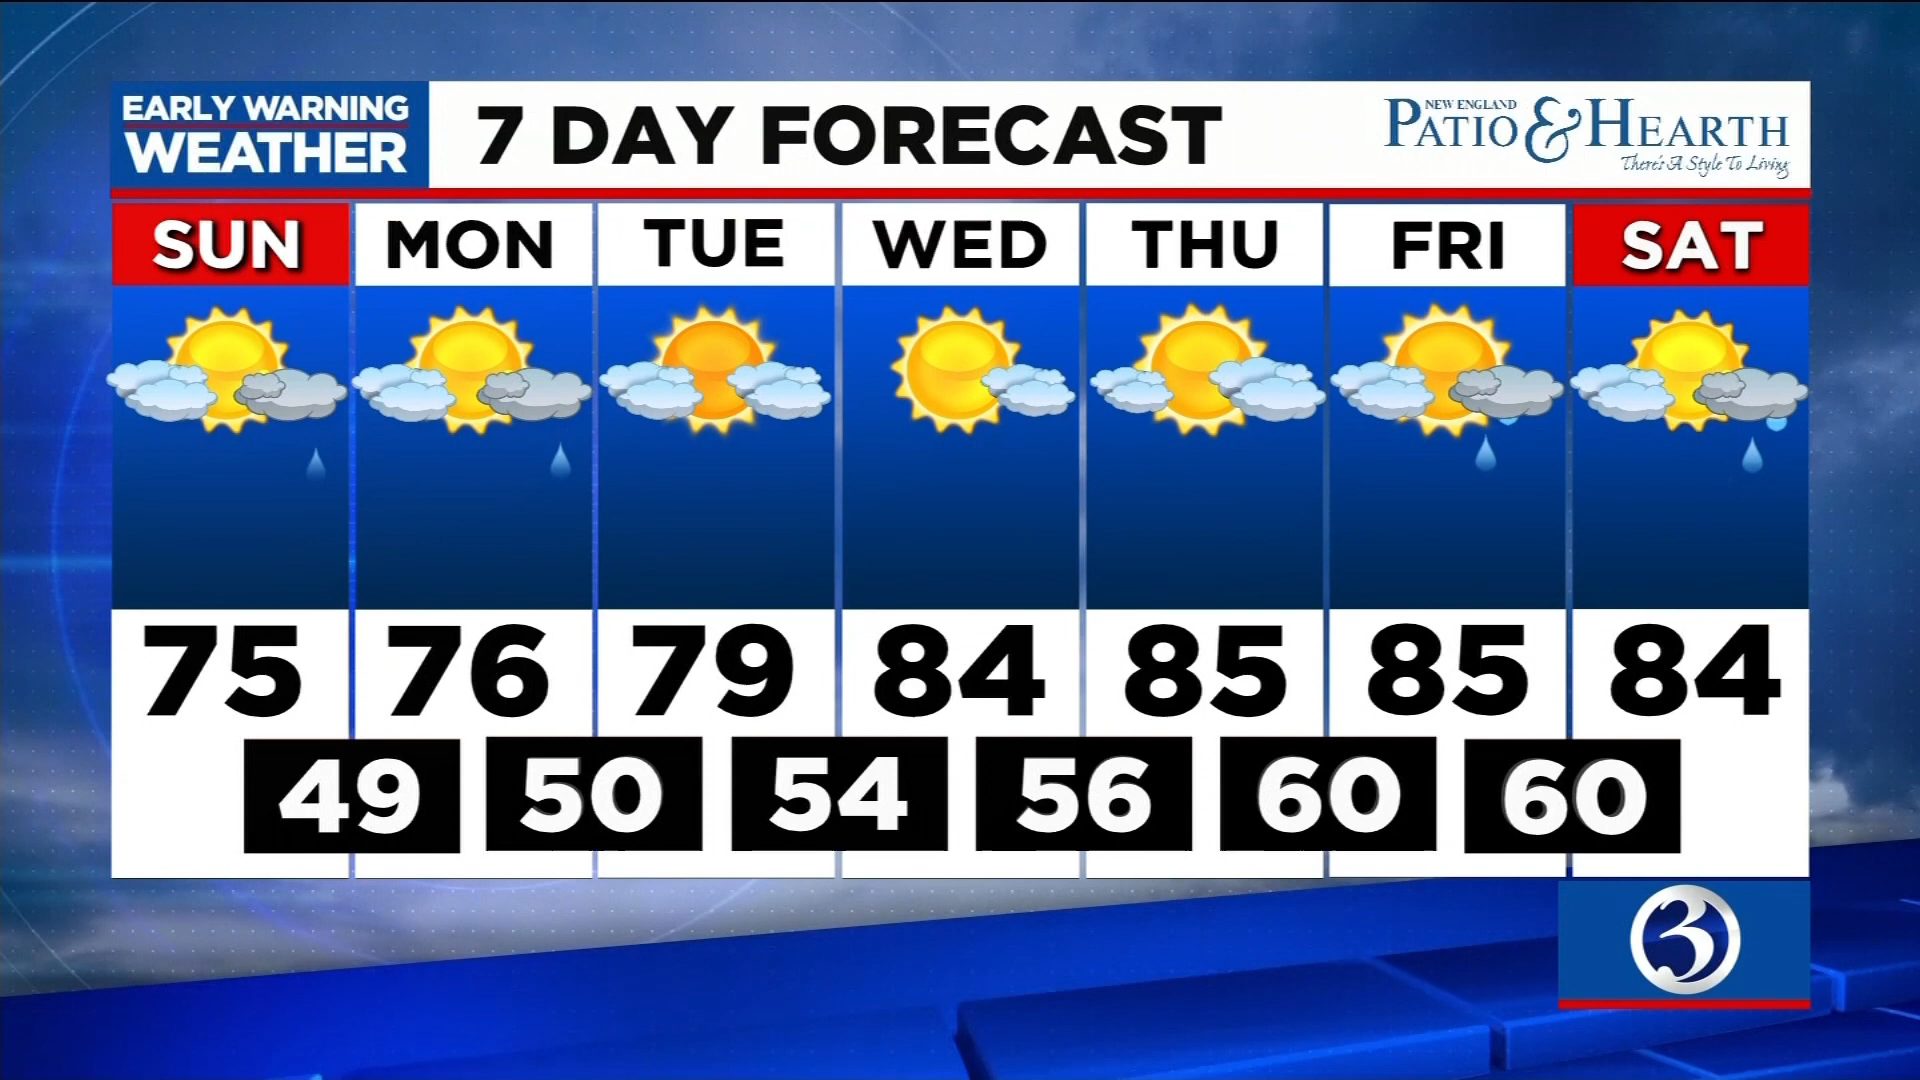 EARLY WARNING
WEATHER
7 DAY FORECAST
NEW ENGLAND
PATIO & HEARTH
There's A Style To Living
SUN MON TUE WED THU FRI SAT
75 76 79 84 85 85 84
49 50 54 56 60 60
3